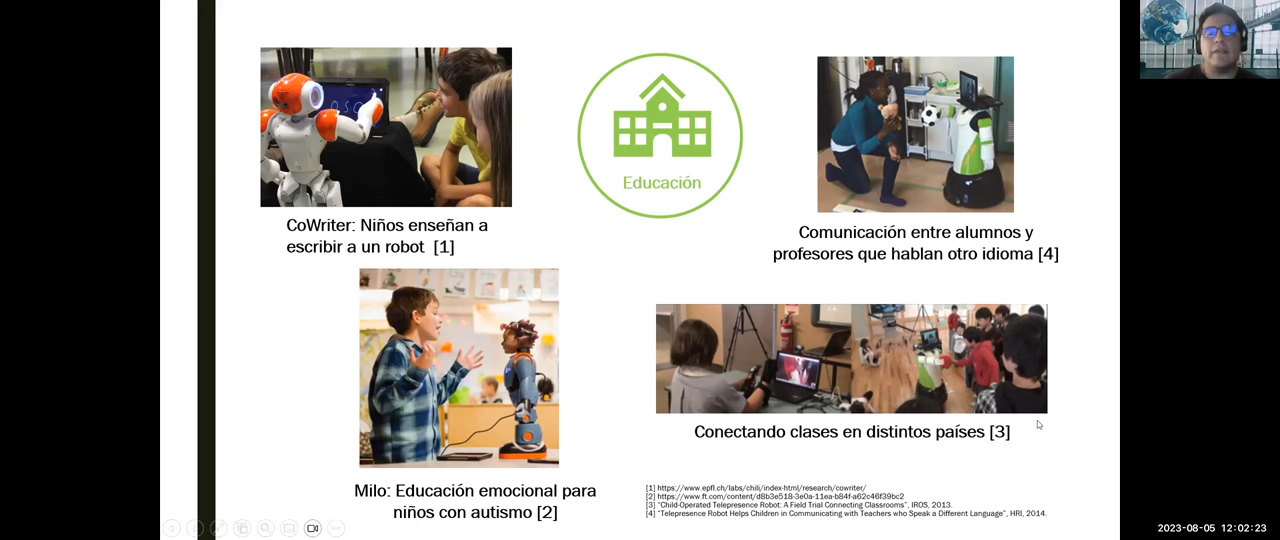 Educación
CoWriter: Niños enseñan a
escribir a un robot [1]
Comunicación entre alumnos y
profesores que hablan otro idioma [4]
Milo: Educación emocional para
niños con autismo [2]
Conectando clases en distintos países [3]
[1] https://www.epfl.ch/labs/chili/index-html/research/cowriter/
[2] https://www.ft.com/content/d8b3e518-3e0a-11ea-b84f-a62c46f39bc2
[3] "Child-Operated Telepresence Robot: A Field Trial Connecting Classrooms", IROS, 2013.
[4] "Telepresence Robot Helps Children in Communicating with Teachers who Speak a Different Language", HRI, 2014.
2023-08-05 12:02:23